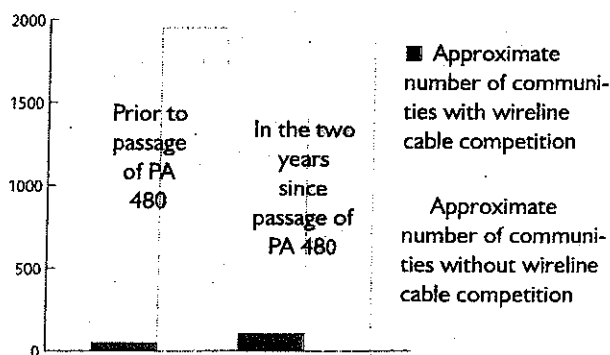 2000
1500
1000
500
0
Prior to
passage
of PA
480
In the two
years
since
passage of
PA 480
Approximate
number of communi-
ties with wireline
cable competition
Approximate
number of communi-
ties without wireline
cable competition